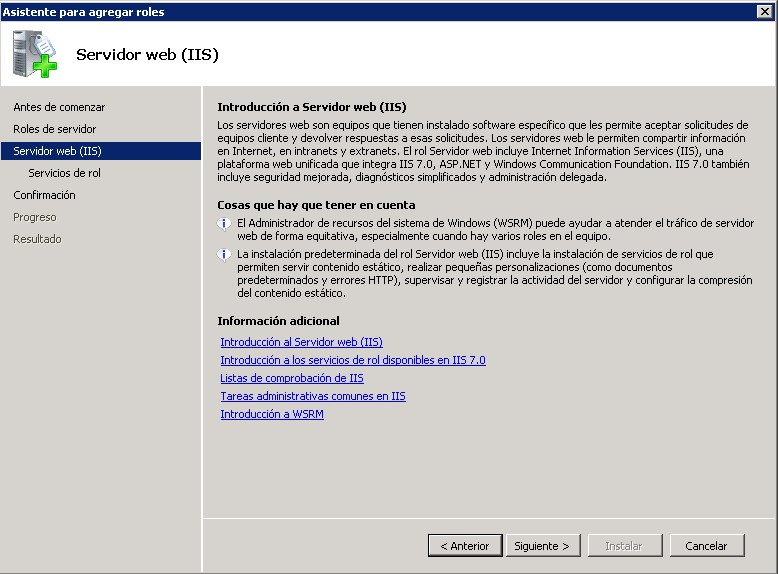 Asistente para agregar roles
Servidor web (IIS)
Antes de comenzar
Roles de servidor
Servidor web (IIS)
Servicios de rol
Confirmación
Progreso
Resultado
Introducción a Servidor web (IIS)
Los servidores web son equipos que tienen instalado software específico que les permite aceptar solicitudes de
equipos cliente y devolver respuestas a esas solicitudes. Los servidores web le permiten compartir información
en Internet, en intranets y extranets. El rol Servidor web incluye Internet Information Services (IIS), una
plataforma web unificada que integra IIS 7.0, ASP.NET y Windows Communication Foundation. IIS 7.0 también
incluye seguridad mejorada, diagnósticos simplificados y administración delegada.
Cosas que hay que tener en cuenta
El Administrador de recursos del sistema de Windows (WSRM) puede ayudar a atender el tráfico de servidor
web de forma equitativa, especialmente cuando hay varios roles en el equipo.
La instalación predeterminada del rol Servidor web (IIS) incluye la instalación de servicios de rol que
permiten servir contenido estático, realizar pequeñas personalizaciones (como documentos
predeterminados y errores HTTP), supervisar y registrar la actividad del servidor y configurar la compresión
del contenido estático.
Información adicional
Introducción al Servidor web (IIS)
Introducción a los servicios de rol disponibles en IIS 7.0
Listas de comprobación de IIS
Tareas administrativas comunes en IIS
Introducción a WSRM
< Anterior
Siguiente >
Instalar
Cancelar